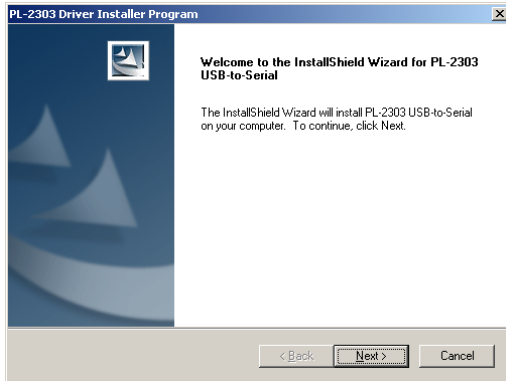 PL-2303 Driver Installer Program
Welcome to the InstallShield Wizard for PL-2303
USB-to-Serial
The InstallShield Wizard will install PL-2303 USB-to-Serial
on your computer. To continue, click Next.
< Back Next > Cancel